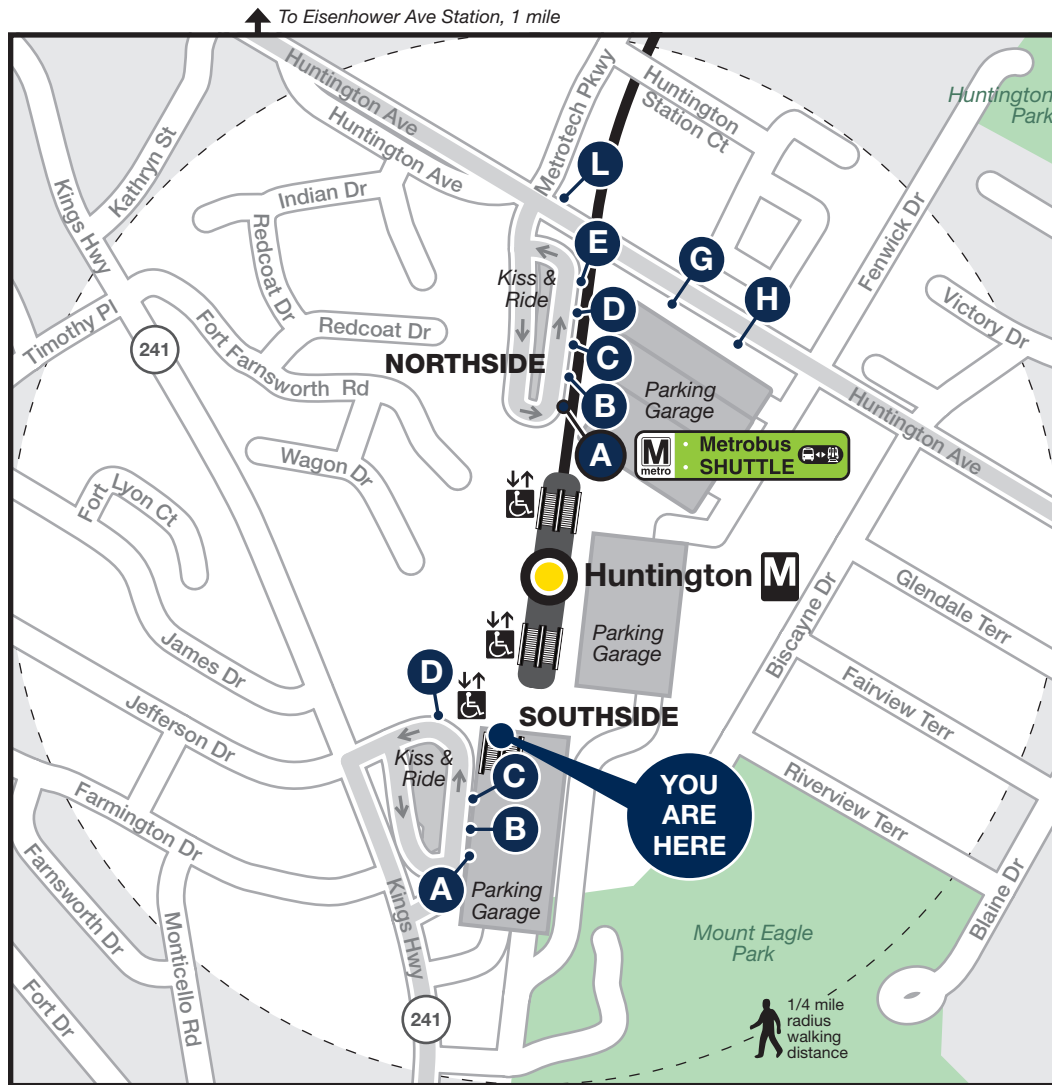 To Eisenhower Ave Station, 1 mile
Huntington Ave
Huntington Ave
Metrotech Pkwy
Huntington
Station Ct
Huntington
Park
Kathryn St
Kings Hwy
Indian Dr
Redcoat Dr
Redcoat Dr
Timothy Pl
241
Fort Farnsworth Rd
Wagon Dr
Fort Lyon Ct
L
E
G
H
D
C
B
A
Kiss &
Ride
NORTHSIDE
Parking
Garage
M
metro
• Metrobus
• SHUTTLE
Fenwick Dr
Victory Dr
Huntington Ave
Huntington M
Parking
Garage
Biscayne Dr
Glendale Terr
Fairview Terr
Riverview Terr
Blaine Dr
James Dr
Jefferson Dr
Farmington Dr
Farnsworth Dr
Monticello Rd
Fort Dr
Kings Hwy
241
D
SOUTHSIDE
Kiss &
Ride
C
B
A
Parking
Garage
YOU
ARE
HERE
Mount Eagle
Park
1/4 mile
radius
walking
distance